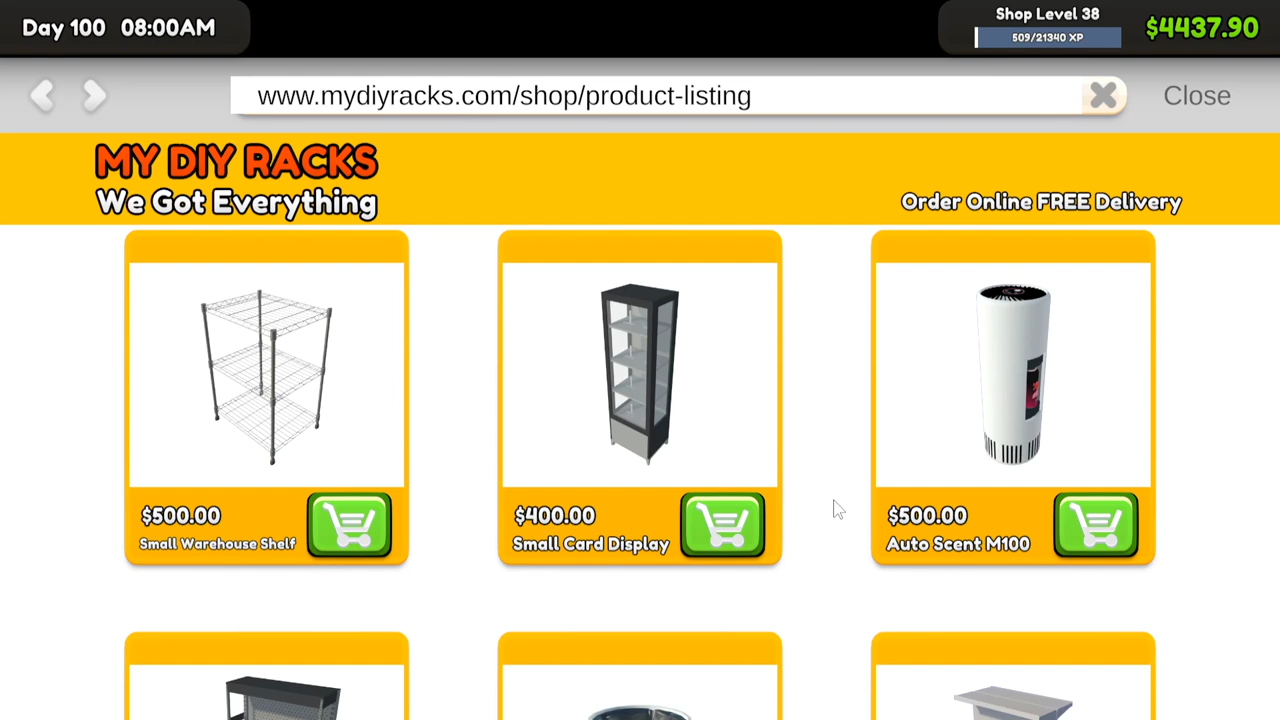 Day 100 08:00AM
Shop Level 38
509/21340 XP
$4437.90
www.mydiyracks.com/shop/product-listing
Close
MY DIY RACKS
We Got Everything
Order Online FREE Delivery
$500.00
Small Warehouse Shelf
$400.00
Small Card Display
$500.00
Auto Scent M100